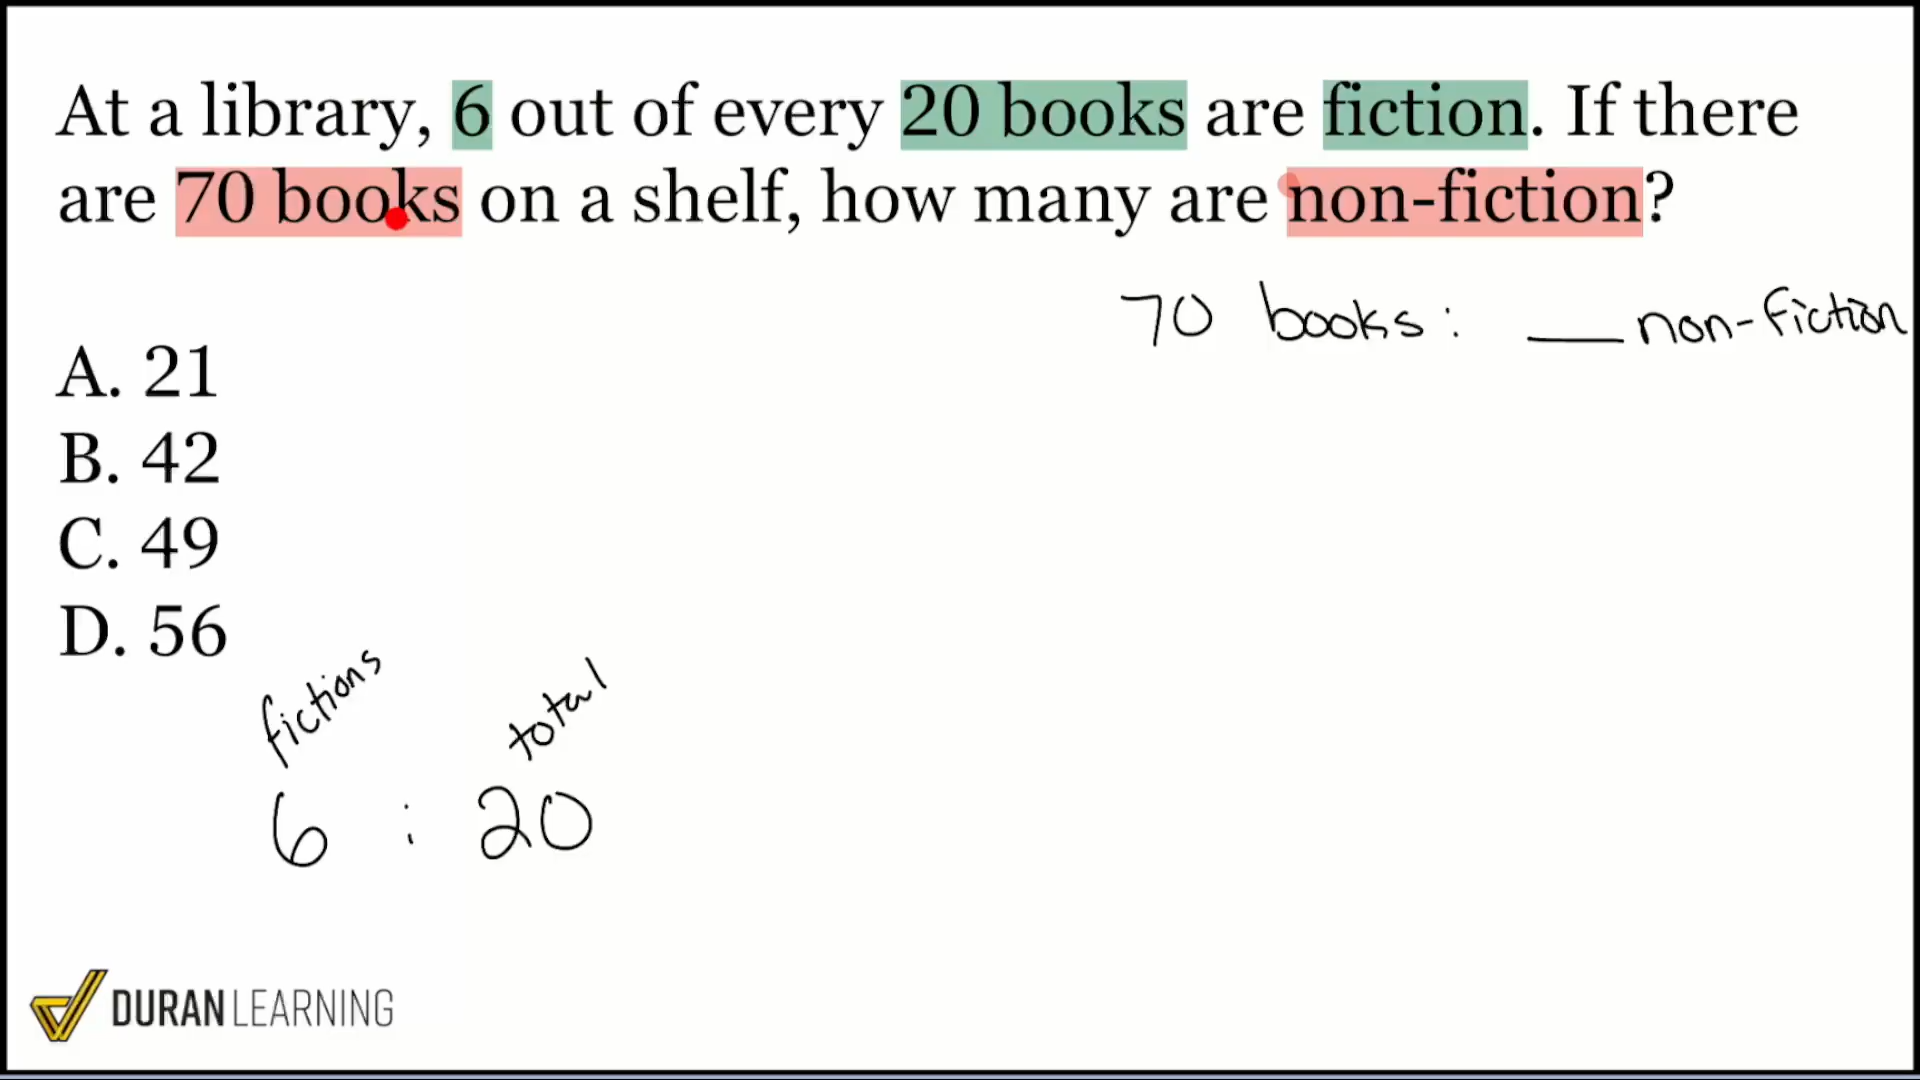 At a library, 6 out of every 20 books are fiction. If there
are 70 books on a shelf, how many are non-fiction?
70 books: __ non-fiction
A. 21
B. 42
C. 49
D. 56
fictions total
6 : 20
DURAN LEARNING